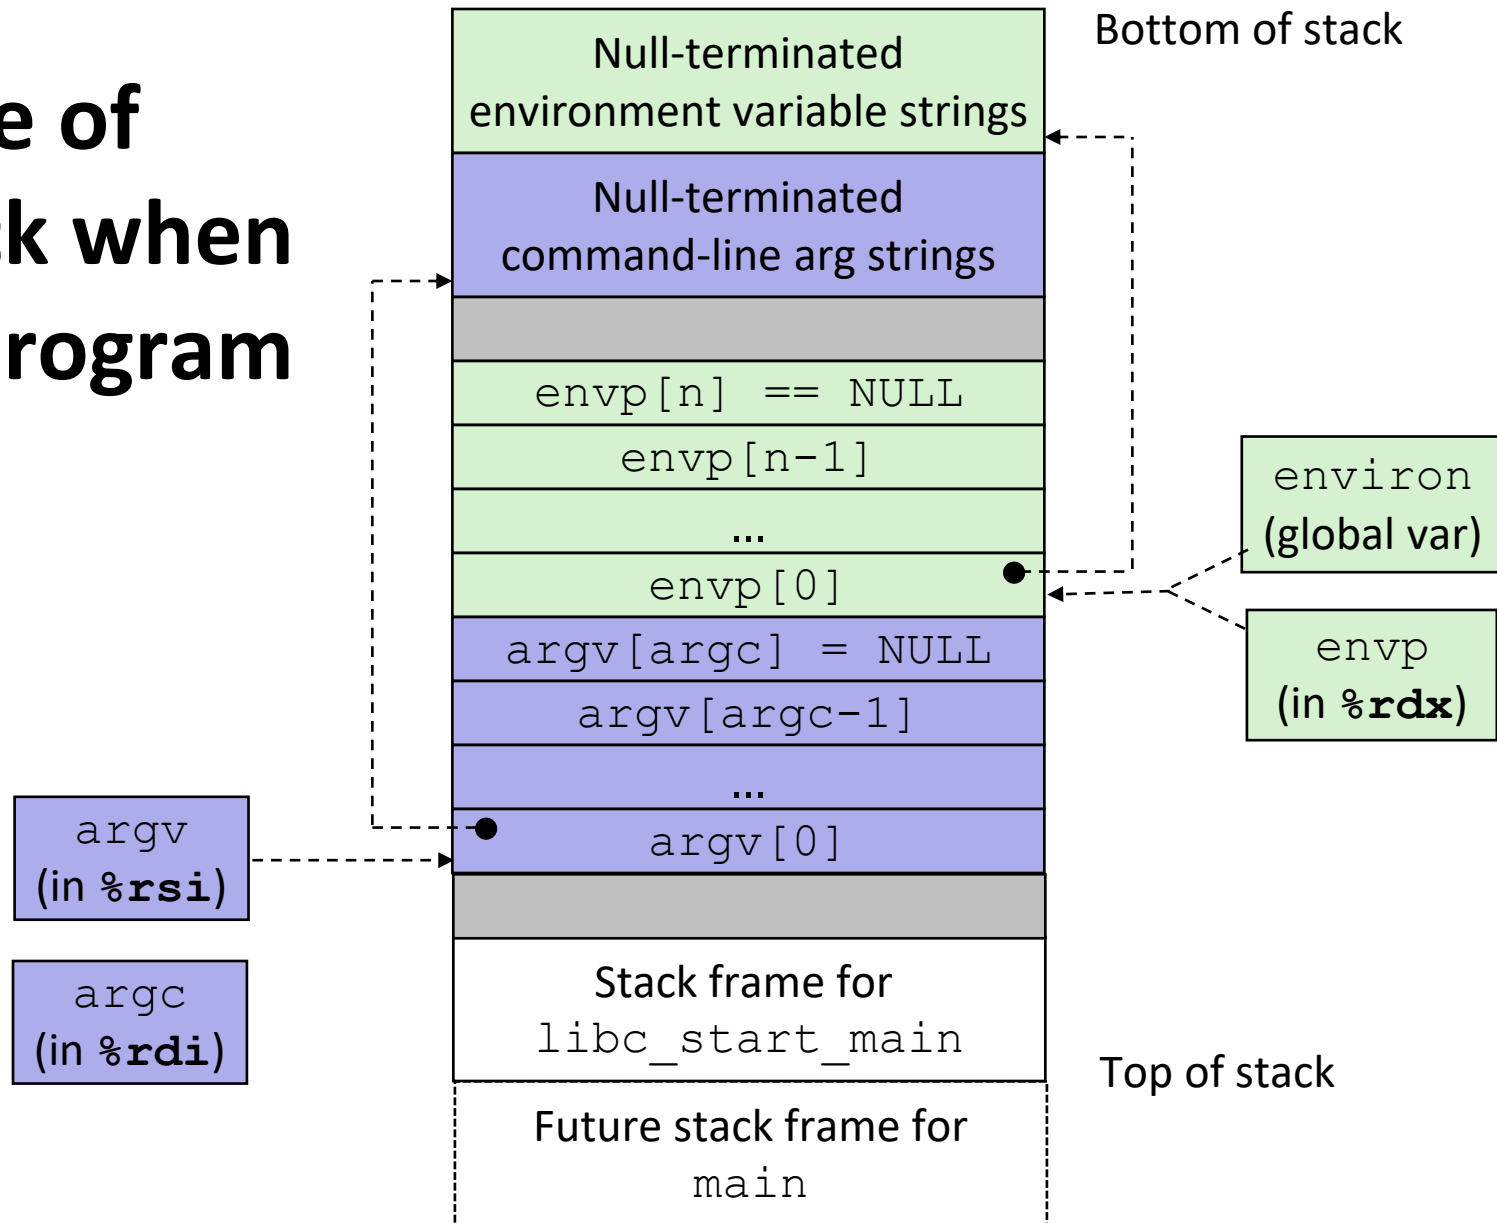 e of
k when
rogram
Bottom of stack
Null-terminated
environment variable strings
Null-terminated
command-line arg strings
envp[n] == NULL
envp[n-1]
...
envp[0]
argv[argc] = NULL
argv[argc-1]
...
argv[0]
environ
(global var)
envp
(in %rdx)
argv
(in %rsi)
argc
(in %rdi)
Stack frame for
libc_start_main
Top of stack
Future stack frame for
main